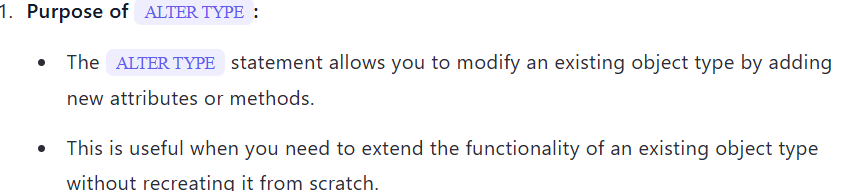 1. Purpose of ALTER TYPE :
• The ALTER TYPE statement allows you to modify an existing object type by adding
new attributes or methods.
• This is useful when you need to extend the functionality of an existing object type
without recreating it from scratch.